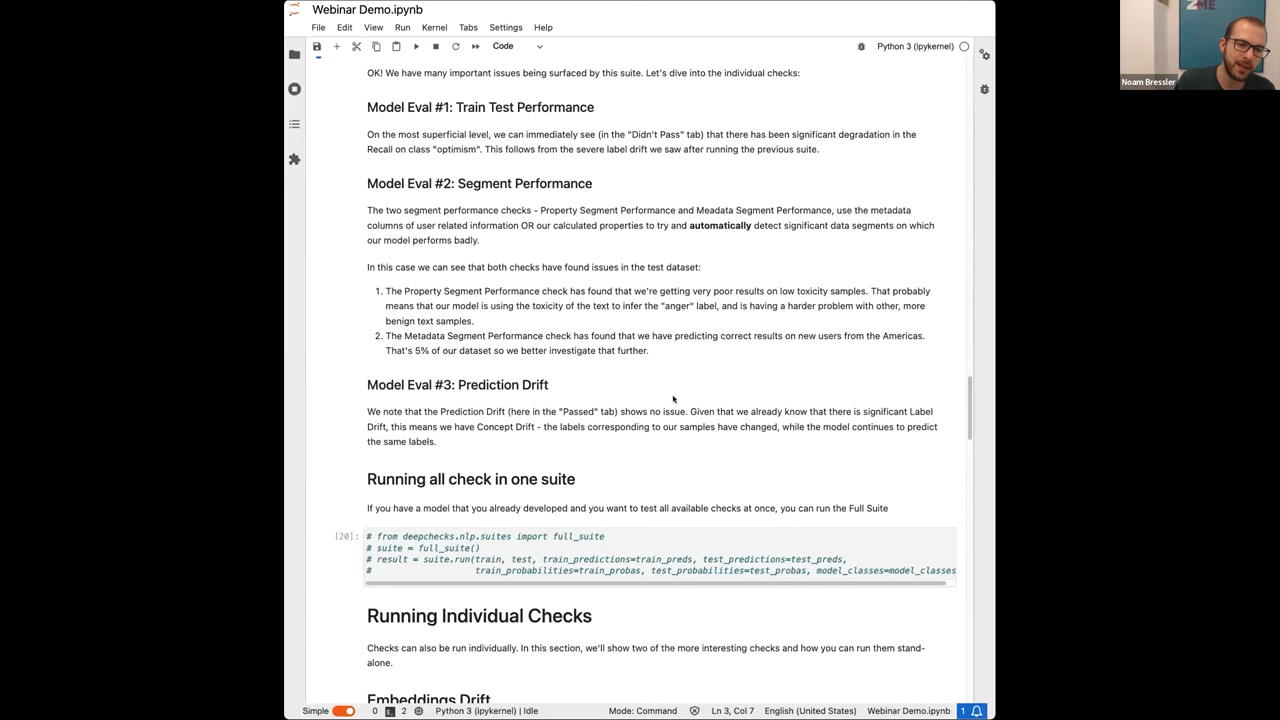 Webinar Demo.ipynb
File Edit View Run Kernel Tabs Settings Help
Code
Python 3 (ipykernel)
OK! We have many important issues being surfaced by this suite. Let's dive into the individual checks:
Model Eval #1: Train Test Performance
On the most superficial level, we can immediately see (in the "Didn't Pass" tab) that there has been significant degradation in the
Recall on class "optimism". This follows from the severe label drift we saw after running the previous suite.
Model Eval #2: Segment Performance
The two segment performance checks - Property Segment Performance and Meadata Segment Performance, use the metadata
columns of user related information OR our calculated properties to try and automatically detect significant data segments on which
our model performs badly.
In this case we can see that both checks have found issues in the test dataset:
1. The Property Segment Performance check has found that we're getting very poor results on low toxicity samples. That probably
means that our model is using the toxicity of the text to infer the "anger" label, and is having a harder problem with other, more
benign text samples.
2. The Metadata Segment Performance check has found that we have predicting correct results on new users from the Americas.
That's 5% of our dataset so we better investigate that further.
Model Eval #3: Prediction Drift
We note that the Prediction Drift (here in the "Passed" tab) shows no issue. Given that we already know that there is significant Label
Drift, this means we have Concept Drift - the labels corresponding to our samples have changed, while the model continues to predict
the same labels.
Running all check in one suite
If you have a model that you already developed and you want to test all available checks at once, you can run the Full Suite
[20]: # from deepchecks.nlp.suites import full_suite
# suite = full_suite()
# result = suite.run(train, test, train_predictions=train_preds, test_predictions=test_preds,
# train_probabilities=train_probas, test_probabilities=test_probas, model_classes=model_classes
Running Individual Checks
Checks can also be run individually. In this section, we'll show two of the more interesting checks and how you can run them stand-
alone.
Embeddings Drift
Simple 0 2 Python 3 (ipykernel) | Idle Mode: Command Ln 3, Col 7 English (United States) Webinar Demo.ipynb 1
Noam Bressler